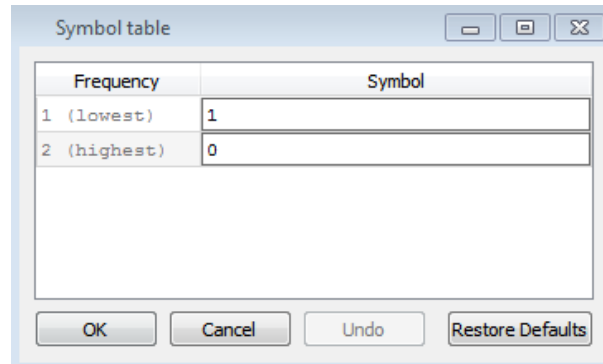 Symbol table
Frequency Symbol
1 (lowest) 1
2 (highest) 0
OK Cancel Undo Restore Defaults